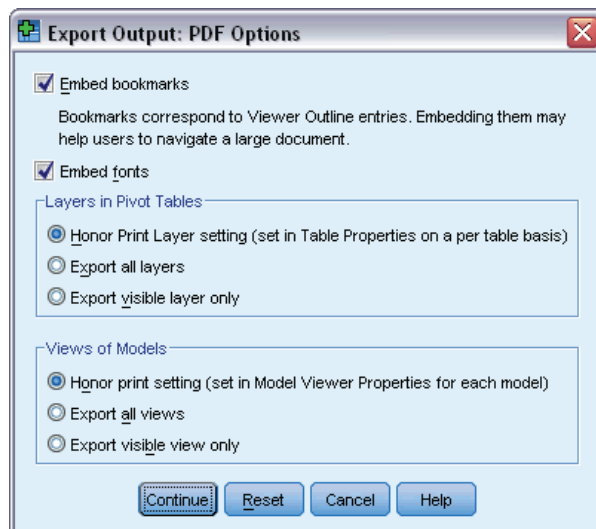 Export Output: PDF Options
Embed bookmarks
Bookmarks correspond to Viewer Outline entries. Embedding them may
help users to navigate a large document.
Embed fonts
Layers in Pivot Tables
Honor Print Layer setting (set in Table Properties on a per table basis)
Export all layers
Export visible layer only
Views of Models
Honor print setting (set in Model Viewer Properties for each model)
Export all views
Export visible view only
Continue Reset Cancel Help